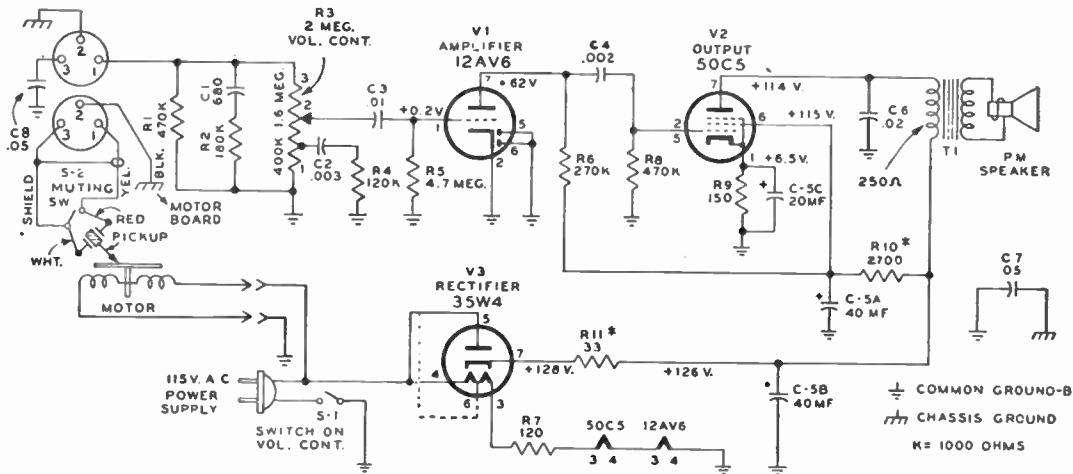 R3
2 MEG.
VOL. CONT.
V1
AMPLIFIER
12AV6
V2
OUTPUT
50C5
2
3
1
C8
.05
2
3
1
S-2
MUTING
SW
SHIELD
YEL.
BLK.
MOTOR
BOARD
RED
PICKUP
WHT.
MOTOR
R1
470K
C1
680
R2
180K
400K 1.6 MEG.
3
2
1
C2
.003
R4
120K
C3
.01
+0.2V
R5
4.7 MEG.
1
7
+62V
5
6
2
C4
.002
R6
270K
R8
470K
2
5
7
+114 V.
6
+115V.
1
+6.5V.
R9
150
C-5C
20MF
C6
.02
250Ω
T1
PM
SPEAKER
R10*
2700
C-5A
40 MF
C7
05
V3
RECTIFIER
35W4
5
4
6
3
7
+128V.
R11*
33
+126V.
C-5B
40MF
115V. A C
POWER
SUPPLY
S-1
SWITCH ON
VOL. CONT.
R7
120
50C5
3 4
12AV6
3 4
COMMON GROUND-B
CHASSIS GROUND
K= 1000 OHMS